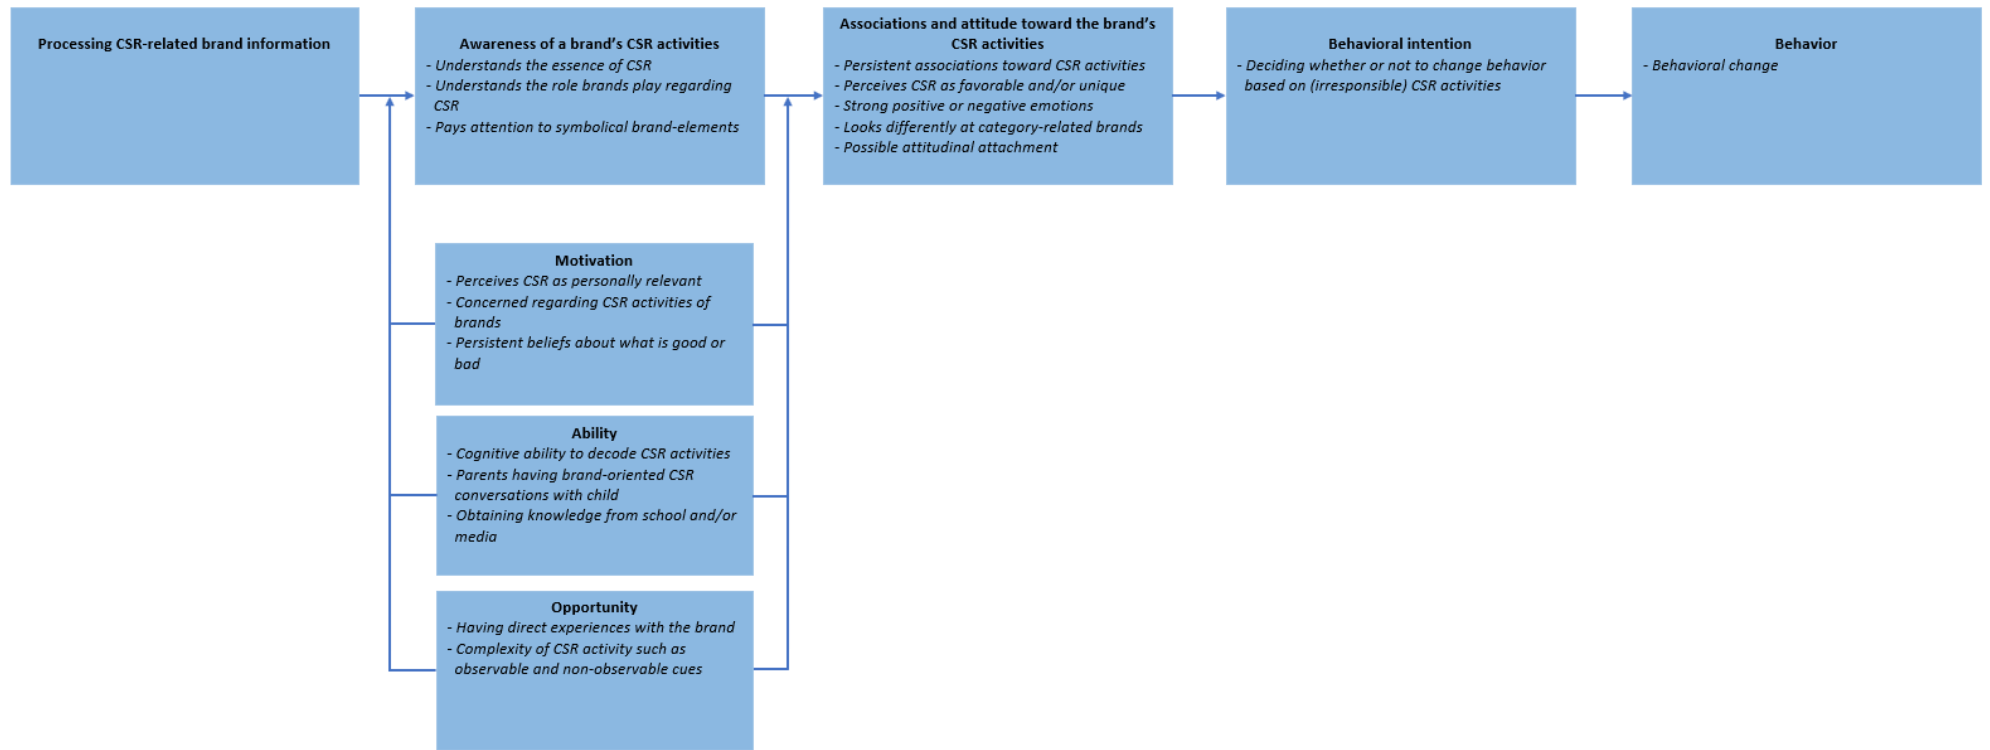 Processing CSR-related brand information
Awareness of a brand's CSR activities
- Understands the essence of CSR
- Understands the role brands play regarding
CSR
- Pays attention to symbolical brand-elements
Associations and attitude toward the brand's
CSR activities
- Persistent associations toward CSR activities
- Perceives CSR as favorable and/or unique
- Strong positive or negative emotions
- Looks differently at category-related brands
- Possible attitudinal attachment
Behavioral intention
- Deciding whether or not to change behavior
based on (irresponsible) CSR activities
Behavior
- Behavioral change
Motivation
- Perceives CSR as personally relevant
- Concerned regarding CSR activities of
brands
- Persistent beliefs about what is good or
bad
Ability
- Cognitive ability to decode CSR activities
- Parents having brand-oriented CSR
conversations with child
- Obtaining knowledge from school and/or
media
Opportunity
- Having direct experiences with the brand
- Complexity of CSR activity such as
observable and non-observable cues